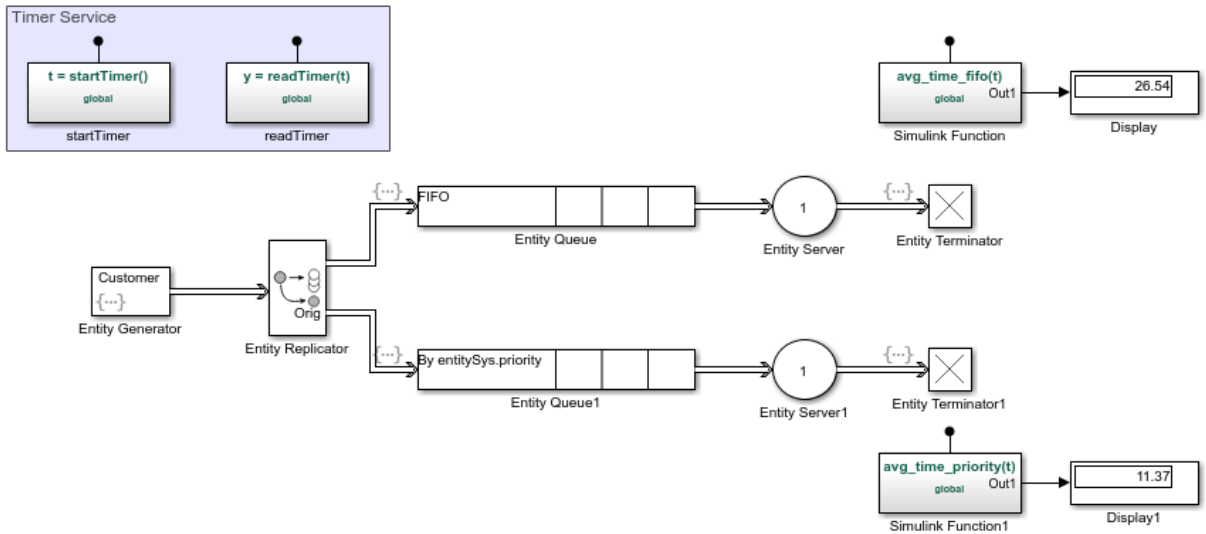 Timer Service
t = startTimer()
global
startTimer
y = readTimer(t)
global
readTimer
avg_time_fifo(t)
global
Out1
Simulink Function
26.54
Display
{...}
FIFO
Entity Queue
1
Entity Server
{...}
Entity Terminator
Customer
{...}
Entity Generator
Orig
Entity Replicator
{...}
By entitySys.priority
Entity Queue1
1
Entity Server1
{...}
Entity Terminator1
avg_time_priority(t)
global
Out1
Simulink Function1
11.37
Display1